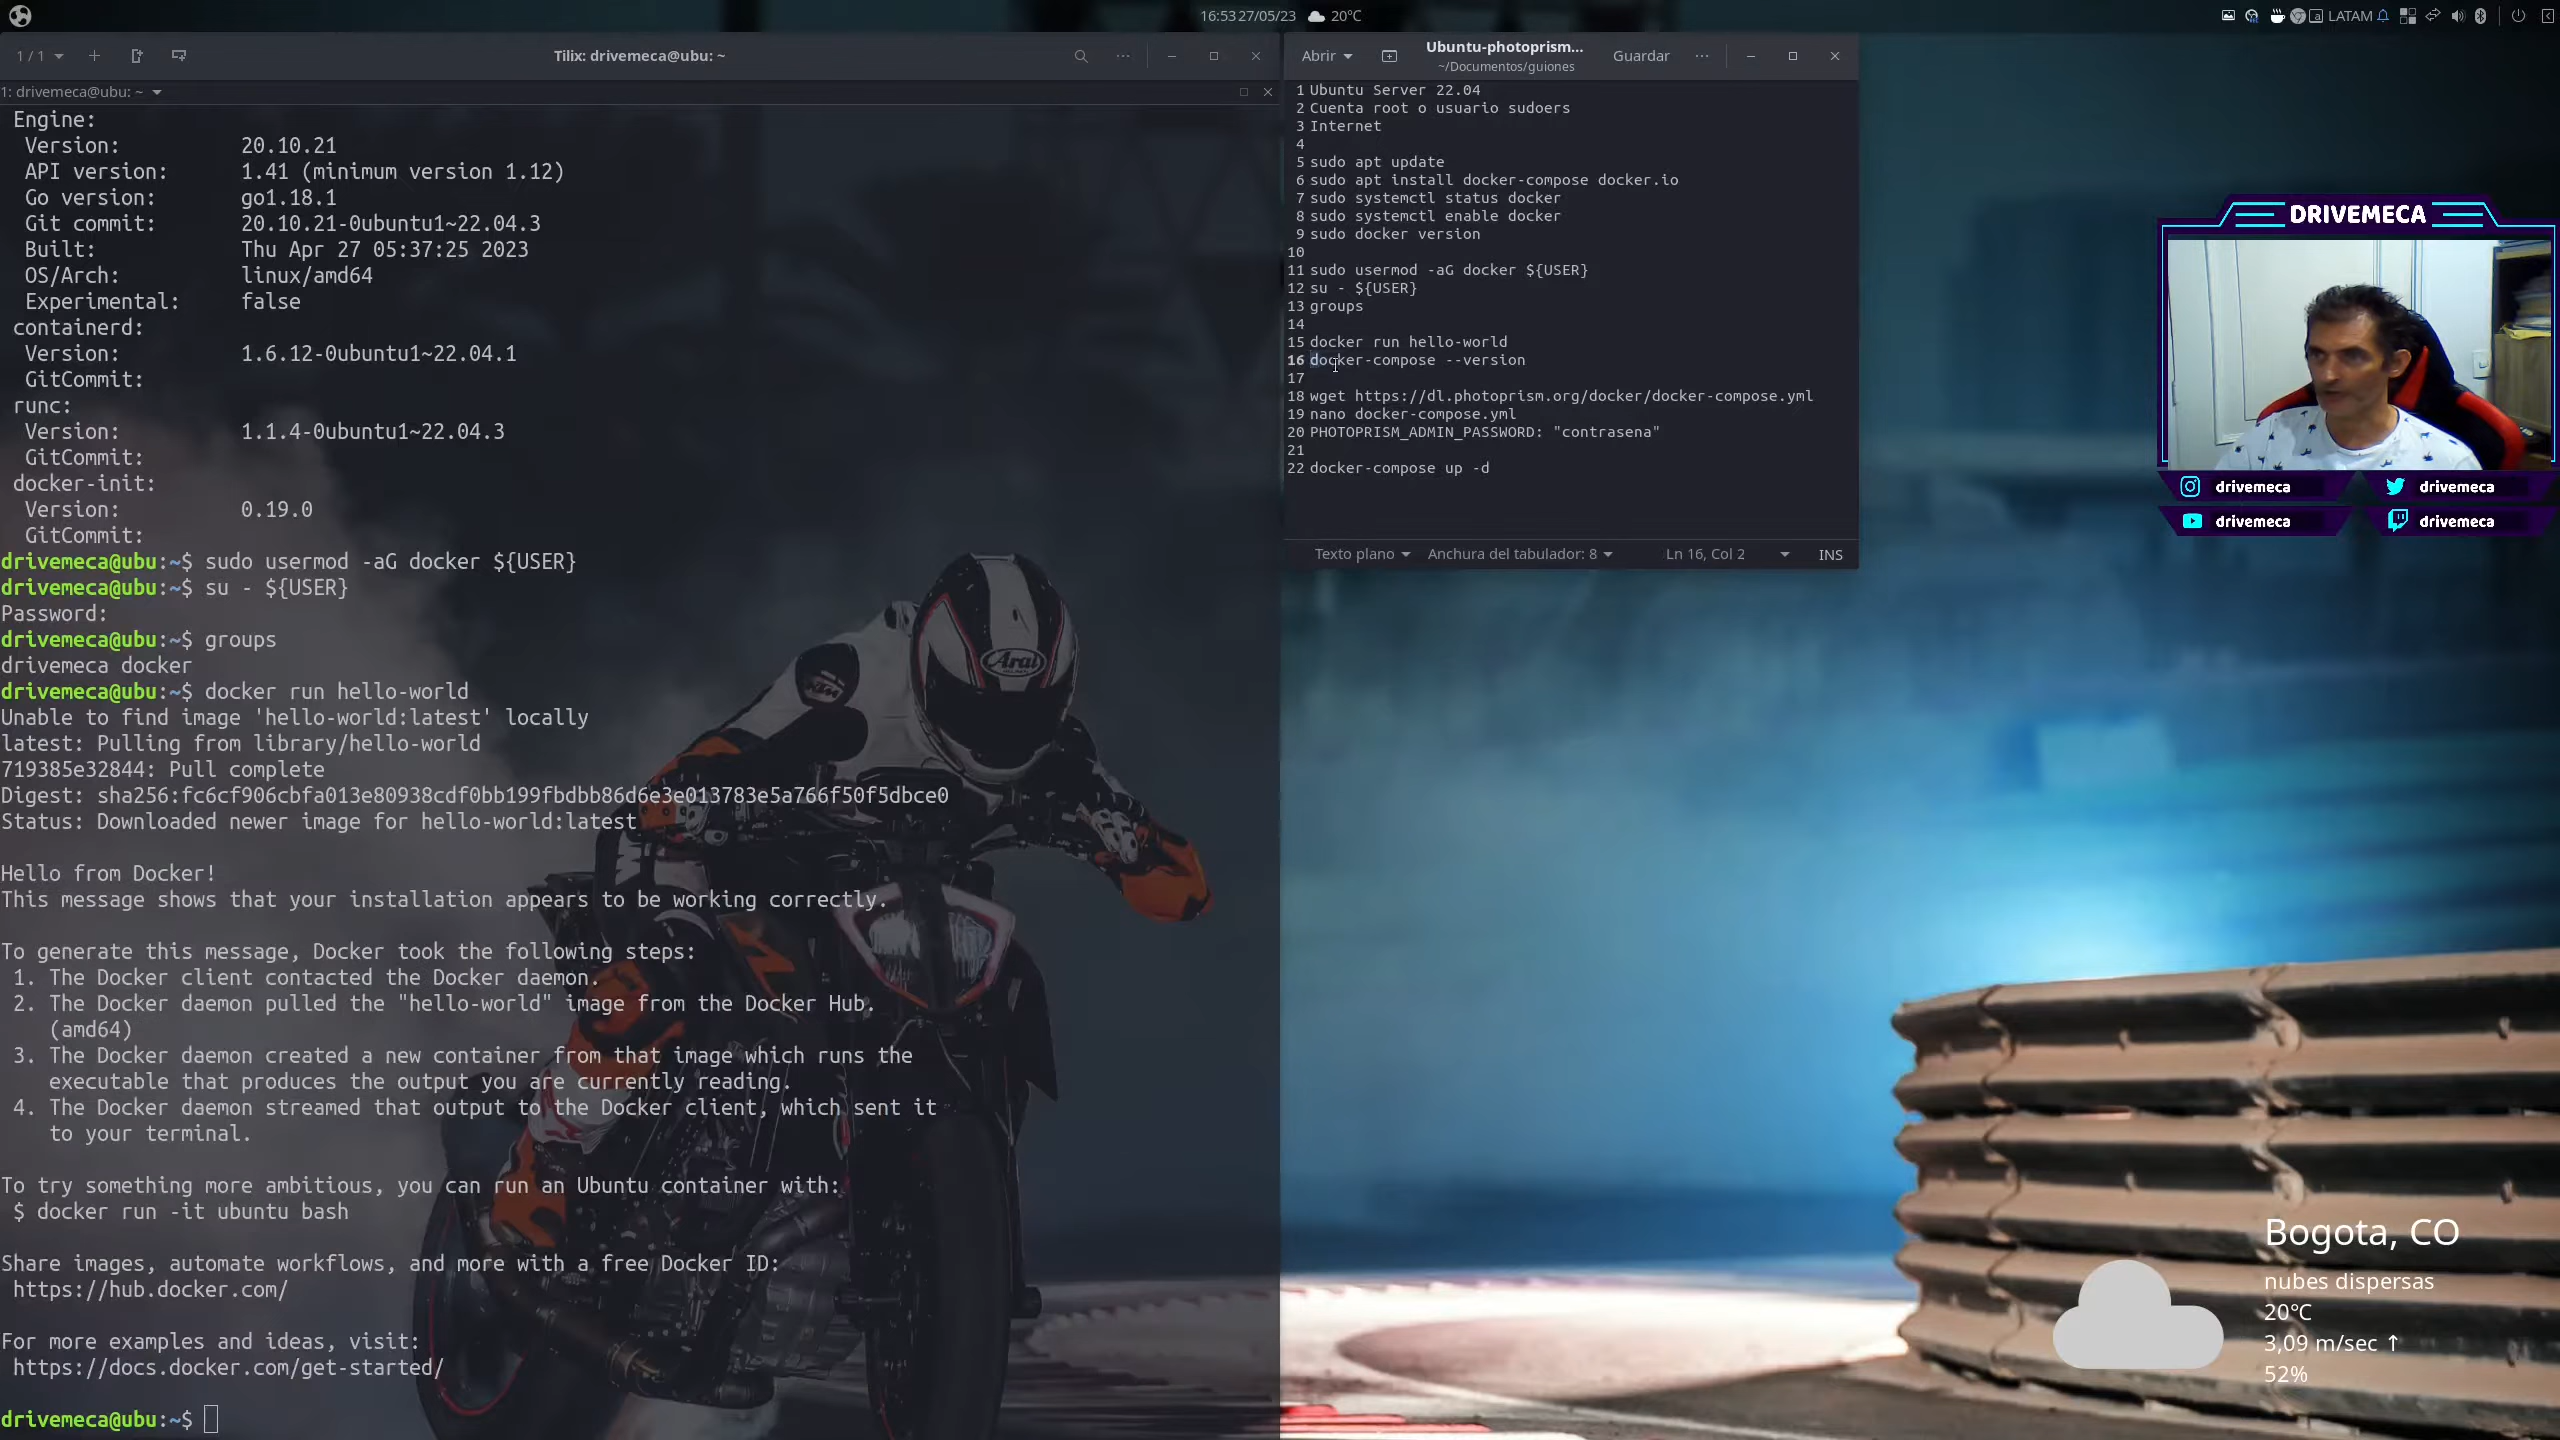 16:53 27/05/23 20°C
LATAM
1 / 1
Tilix: drivemeca@ubu: ~
1: drivemeca@ubu: ~
Engine:
Version: 20.10.21
API version: 1.41 (minimum version 1.12)
Go version: go1.18.1
Git commit: 20.10.21-0ubuntu1~22.04.3
Built: Thu Apr 27 05:37:25 2023
OS/Arch: linux/amd64
Experimental: false
containerd:
Version: 1.6.12-0ubuntu1~22.04.1
GitCommit:
runc:
Version: 1.1.4-0ubuntu1~22.04.3
GitCommit:
docker-init:
Version: 0.19.0
GitCommit:
drivemeca@ubu:~$ sudo usermod -aG docker ${USER}
drivemeca@ubu:~$ su - ${USER}
Password:
drivemeca@ubu:~$ groups
drivemeca docker
drivemeca@ubu:~$ docker run hello-world
Unable to find image 'hello-world:latest' locally
latest: Pulling from library/hello-world
719385e32844: Pull complete
Digest: sha256:fc6cf906cbfa013e80938cdf0bb199fbdbb86d6e3e013783e5a766f50f5dbce0
Status: Downloaded newer image for hello-world:latest
Hello from Docker!
This message shows that your installation appears to be working correctly.
To generate this message, Docker took the following steps:
1. The Docker client contacted the Docker daemon.
2. The Docker daemon pulled the "hello-world" image from the Docker Hub.
(amd64)
3. The Docker daemon created a new container from that image which runs the
executable that produces the output you are currently reading.
4. The Docker daemon streamed that output to the Docker client, which sent it
to your terminal.
To try something more ambitious, you can run an Ubuntu container with:
$ docker run -it ubuntu bash
Share images, automate workflows, and more with a free Docker ID:
https://hub.docker.com/
For more examples and ideas, visit:
https://docs.docker.com/get-started/
drivemeca@ubu:~$
Arai
KTM
Abrir
Ubuntu-photoprism...
~/Documentos/guiones
Guardar
1 Ubuntu Server 22.04
2 Cuenta root o usuario sudoers
3 Internet
4
5 sudo apt update
6 sudo apt install docker-compose docker.io
7 sudo systemctl status docker
8 sudo systemctl enable docker
9 sudo docker version
10
11 sudo usermod -aG docker ${USER}
12 su - ${USER}
13 groups
14
15 docker run hello-world
16 docker-compose --version
17
18 wget https://dl.photoprism.org/docker/docker-compose.yml
19 nano docker-compose.yml
20 PHOTOPRISM_ADMIN_PASSWORD: "contrasena"
21
22 docker-compose up -d
Texto plano Anchura del tabulador: 8 Ln 16, Col 2 INS
DRIVEMECA
drivemeca drivemeca
drivemeca drivemeca
Bogota, CO
nubes dispersas
20°C
3,09 m/sec ↑
52%